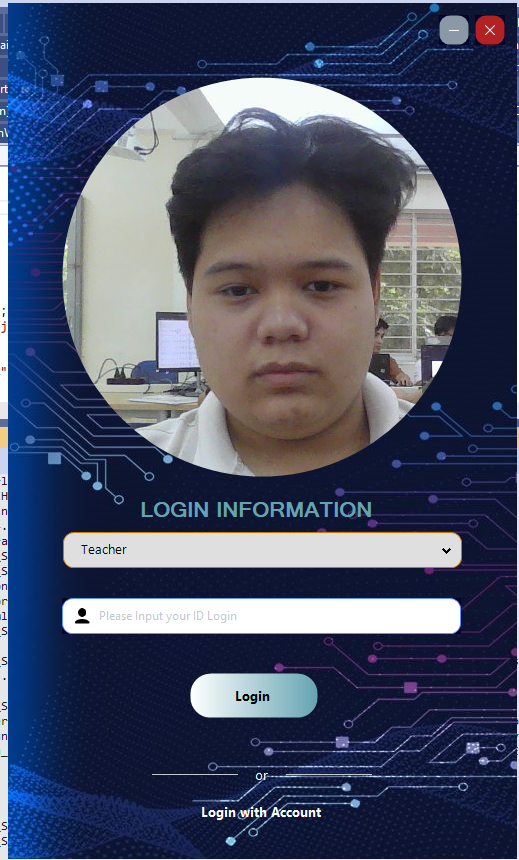 LOGIN INFORMATION
Teacher
Please Input your ID Login
Login
or
Login with Account